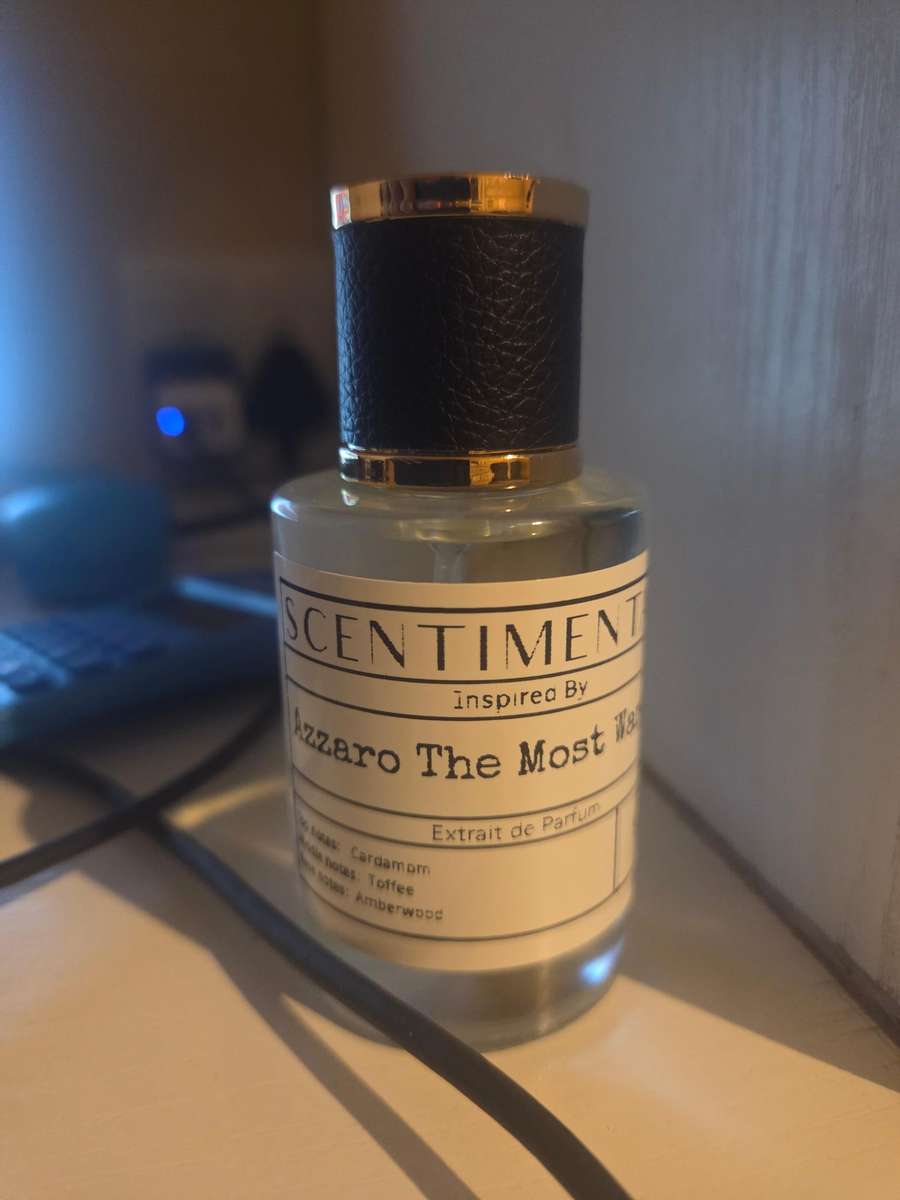 SCENTIMENT
Inspired By
Azzaro The Most Wa
Extrait de Parfum
notes: Cardamom
notes: Toffee
notes: Amberwood